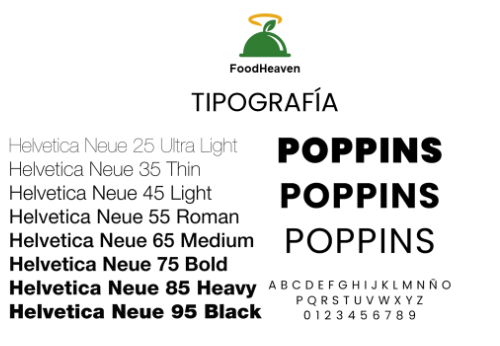 FoodHeaven
TIPOGRAFÍA
Helvetica Neue 25 Ultra Light
Helvetica Neue 35 Thin
Helvetica Neue 45 Light
Helvetica Neue 55 Roman
Helvetica Neue 65 Medium
Helvetica Neue 75 Bold
Helvetica Neue 85 Heavy
Helvetica Neue 95 Black
POPPINS
POPPINS
POPPINS
A B C D E F G H I J K L M N Ñ O
P Q R S T U V W X Y Z
0 1 2 3 4 5 6 7 8 9